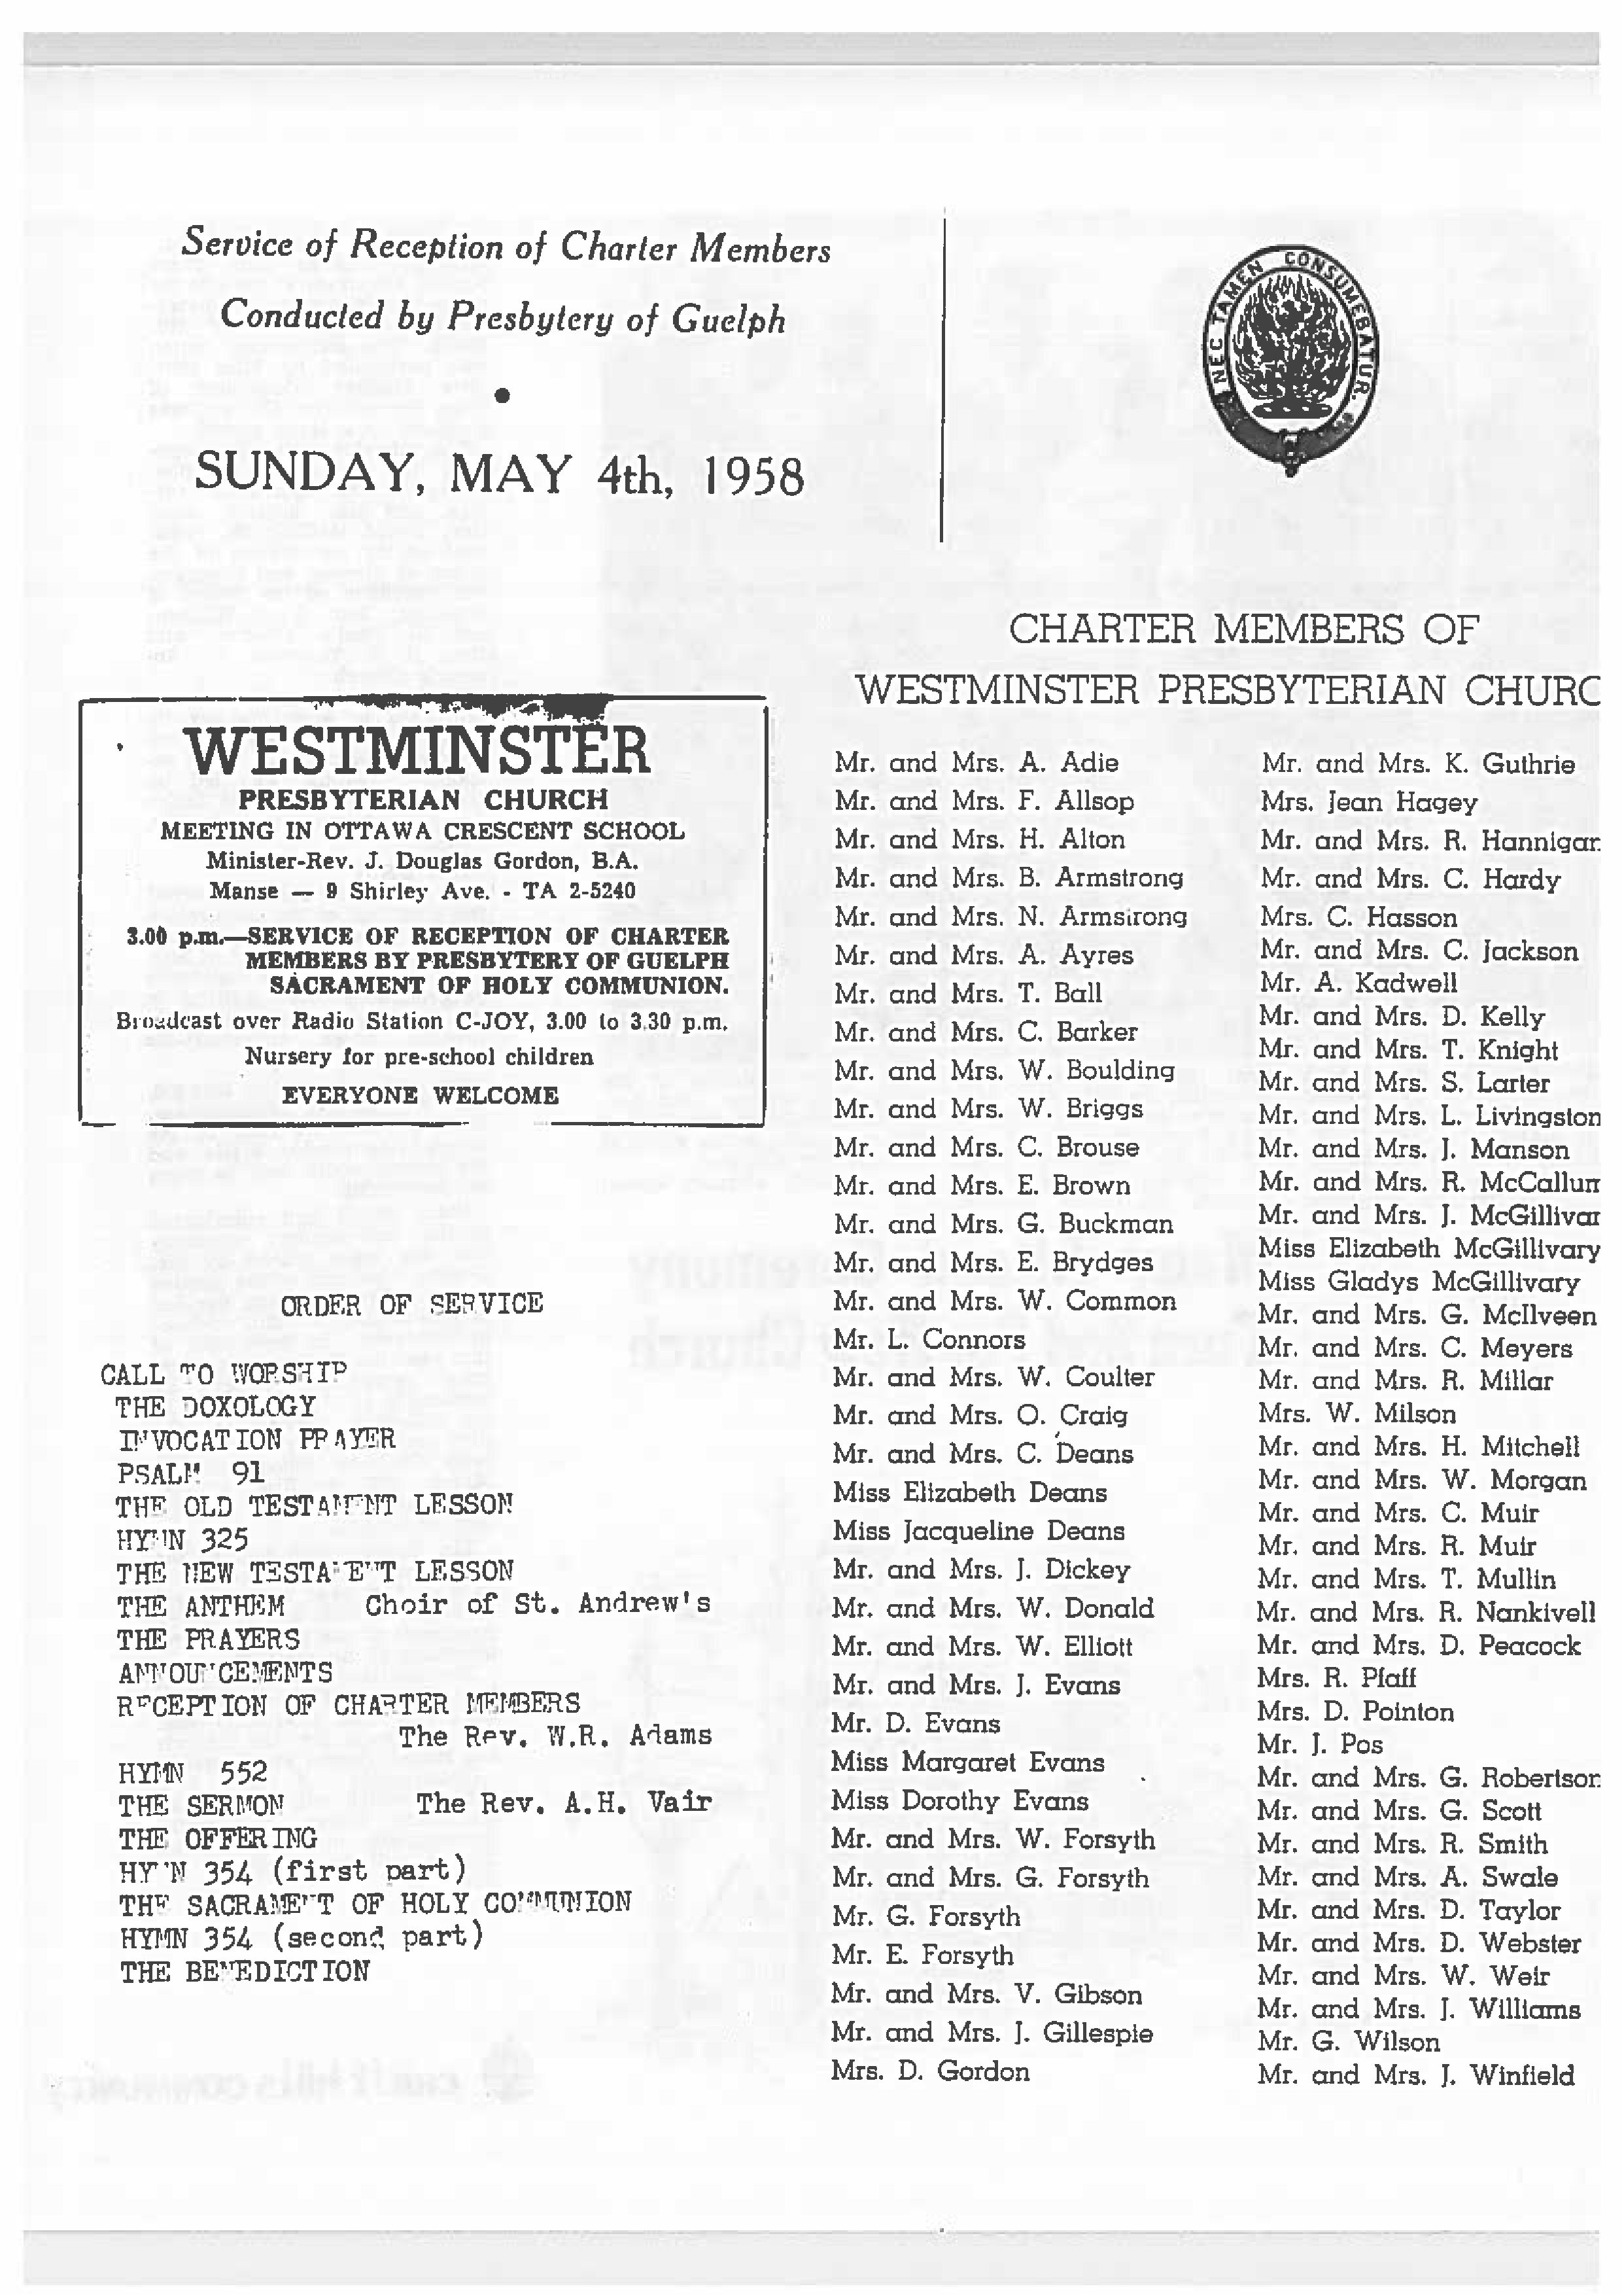 Service of Reception of Charter Members
Conducted by Presbytery of Guelph
SUNDAY, MAY 4th, 1958
NEC TAMEN CONSUMEBATUR.
WESTMINSTER
PRESBYTERIAN CHURCH
MEETING IN OTTAWA CRESCENT SCHOOL
Minister-Rev. J. Douglas Gordon, B.A.
Manse — 9 Shirley Ave. - TA 2-5240
3.00 p.m.—SERVICE OF RECEPTION OF CHARTER
MEMBERS BY PRESBYTERY OF GUELPH
SACRAMENT OF HOLY COMMUNION.
Broadcast over Radio Station C-JOY, 3.00 to 3.30 p.m.
Nursery for pre-school children
EVERYONE WELCOME
ORDER OF SERVICE
CALL TO WORSHIP
THE DOXOLOGY
INVOCATION PRAYER
PSALM 91
THE OLD TESTAMENT LESSON
HYMN 325
THE NEW TESTAMENT LESSON
THE ANTHEM Choir of St. Andrew's
THE PRAYERS
ANNOUNCEMENTS
RECEPTION OF CHARTER MEMBERS
The Rev. W.R. Adams
HYMN 552
THE SERMON The Rev. A.H. Vair
THE OFFERING
HYMN 354 (first part)
THE SACRAMENT OF HOLY COMMUNION
HYMN 354 (second part)
THE BENEDICTION
CHARTER MEMBERS OF
WESTMINSTER PRESBYTERIAN CHURC
Mr. and Mrs. A. Adie
Mr. and Mrs. F. Allsop
Mr. and Mrs. H. Alton
Mr. and Mrs. B. Armstrong
Mr. and Mrs. N. Armstrong
Mr. and Mrs. A. Ayres
Mr. and Mrs. T. Ball
Mr. and Mrs. C. Barker
Mr. and Mrs. W. Boulding
Mr. and Mrs. W. Briggs
Mr. and Mrs. C. Brouse
Mr. and Mrs. E. Brown
Mr. and Mrs. G. Buckman
Mr. and Mrs. E. Brydges
Mr. and Mrs. W. Common
Mr. L. Connors
Mr. and Mrs. W. Coulter
Mr. and Mrs. O. Craig
Mr. and Mrs. C. Deans
Miss Elizabeth Deans
Miss Jacqueline Deans
Mr. and Mrs. J. Dickey
Mr. and Mrs. W. Donald
Mr. and Mrs. W. Elliott
Mr. and Mrs. J. Evans
Mr. D. Evans
Miss Margaret Evans
Miss Dorothy Evans
Mr. and Mrs. W. Forsyth
Mr. and Mrs. G. Forsyth
Mr. G. Forsyth
Mr. E. Forsyth
Mr. and Mrs. V. Gibson
Mr. and Mrs. J. Gillespie
Mrs. D. Gordon
Mr. and Mrs. K. Guthrie
Mrs. Jean Hagey
Mr. and Mrs. R. Hannigan
Mr. and Mrs. C. Hardy
Mrs. C. Hasson
Mr. and Mrs. C. Jackson
Mr. A. Kadwell
Mr. and Mrs. D. Kelly
Mr. and Mrs. T. Knight
Mr. and Mrs. S. Larter
Mr. and Mrs. L. Livingston
Mr. and Mrs. J. Manson
Mr. and Mrs. R. McCallum
Mr. and Mrs. J. McGillivar
Miss Elizabeth McGillivary
Miss Gladys McGillivary
Mr. and Mrs. G. McIlveen
Mr. and Mrs. C. Meyers
Mr. and Mrs. R. Millar
Mrs. W. Milson
Mr. and Mrs. H. Mitchell
Mr. and Mrs. W. Morgan
Mr. and Mrs. C. Muir
Mr. and Mrs. R. Muir
Mr. and Mrs. T. Mullin
Mr. and Mrs. R. Nankivell
Mr. and Mrs. D. Peacock
Mrs. R. Pfaff
Mrs. D. Pointon
Mr. J. Pos
Mr. and Mrs. G. Robertson
Mr. and Mrs. G. Scott
Mr. and Mrs. R. Smith
Mr. and Mrs. A. Swale
Mr. and Mrs. D. Taylor
Mr. and Mrs. D. Webster
Mr. and Mrs. W. Weir
Mr. and Mrs. J. Williams
Mr. G. Wilson
Mr. and Mrs. J. Winfield